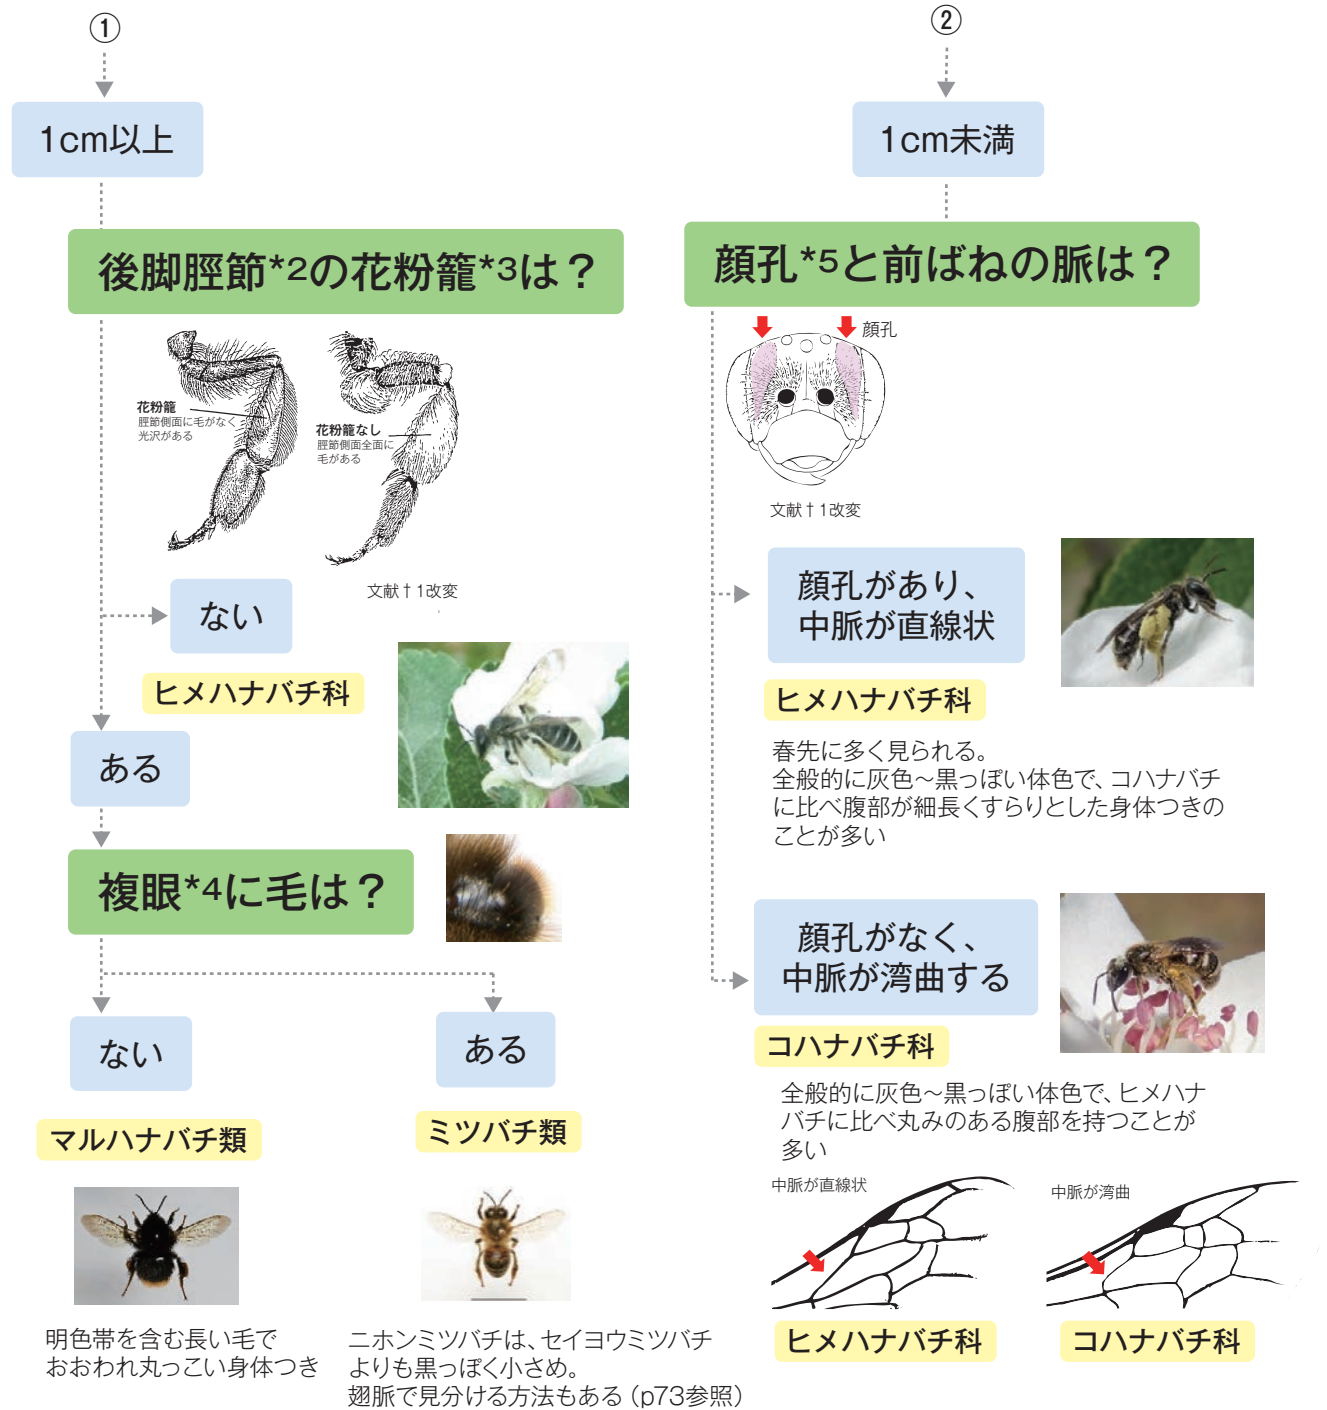 ①
1cm以上
後脚脛節*2の花粉籠*3は？
花粉籠
脛節側面に毛がなく
光沢がある
花粉籠なし
脛節側面全面に
毛がある
文献†1改変
ない
ヒメハナバチ科
ある
複眼*4に毛は？
ない
マルハナバチ類
明色帯を含む長い毛で
おおわれ丸っこい身体つき
ある
ミツバチ類
ニホンミツバチは、セイヨウミツバチ
よりも黒っぽく小さめ。
翅脈で見分ける方法もある（p73参照）
②
1cm未満
顔孔*5と前ばねの脈は？
顔孔
文献†1改変
顔孔があり、
中脈が直線状
ヒメハナバチ科
春先に多く見られる。
全般的に灰色～黒っぽい体色で、コハナバチ
に比べ腹部が細長くすらりとした身体つきの
ことが多い
顔孔がなく、
中脈が湾曲する
コハナバチ科
全般的に灰色～黒っぽい体色で、ヒメハナ
バチに比べ丸みのある腹部を持つことが
多い
中脈が直線状
ヒメハナバチ科
中脈が湾曲
コハナバチ科